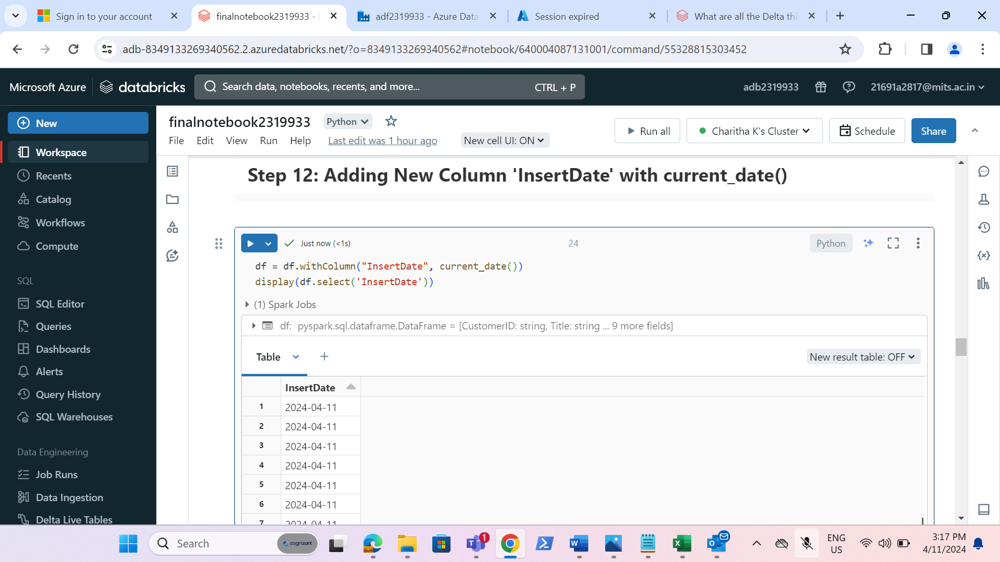 Sign in to your account
finalnotebook2319933 -
adf2319933 - Azure Data
Session expired
What are all the Delta thi
adb-8349133269340562.2.azuredatabricks.net/?o=8349133269340562#notebook/640004087131001/command/55328815303452
Microsoft Azure
databricks
Search data, notebooks, recents, and more...
CTRL + P
adb2319933
21691a2817@mits.ac.in
New
Workspace
Recents
Catalog
Workflows
Compute
SQL
SQL Editor
Queries
Dashboards
Alerts
Query History
SQL Warehouses
Data Engineering
Job Runs
Data Ingestion
Delta Live Tables
finalnotebook2319933
Python
File Edit View Run Help
Last edit was 1 hour ago
New cell UI: ON
Run all
Charitha K's Cluster
Schedule
Share
Step 12: Adding New Column 'InsertDate' with current_date()
Just now (<1s)
24
Python
df = df.withColumn("InsertDate", current_date())
display(df.select('InsertDate'))
(1) Spark Jobs
df: pyspark.sql.dataframe.DataFrame = [CustomerID: string, Title: string ... 9 more fields]
Table
New result table: OFF
InsertDate
1 2024-04-11
2 2024-04-11
3 2024-04-11
4 2024-04-11
5 2024-04-11
6 2024-04-11
7 2024-04-11
Search
cognizant
1
ENG
US
3:17 PM
4/11/2024